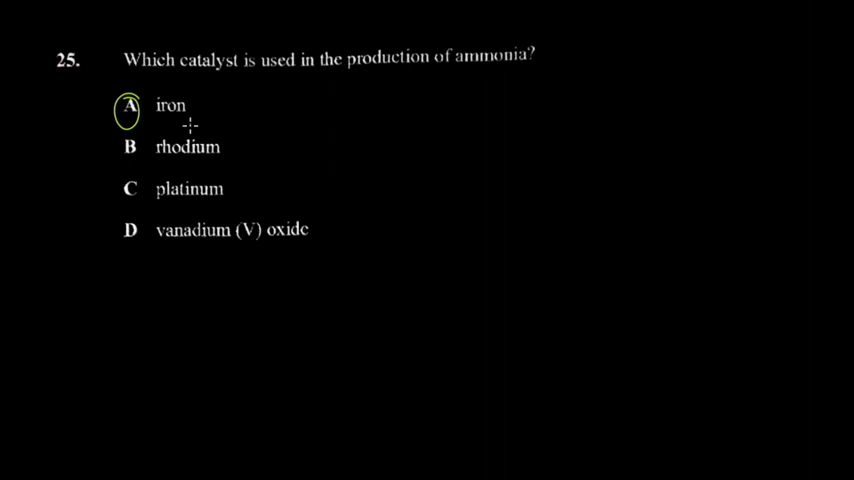 25. Which catalyst is used in the production of ammonia?
A iron
B rhodium
C platinum
D vanadium (V) oxide